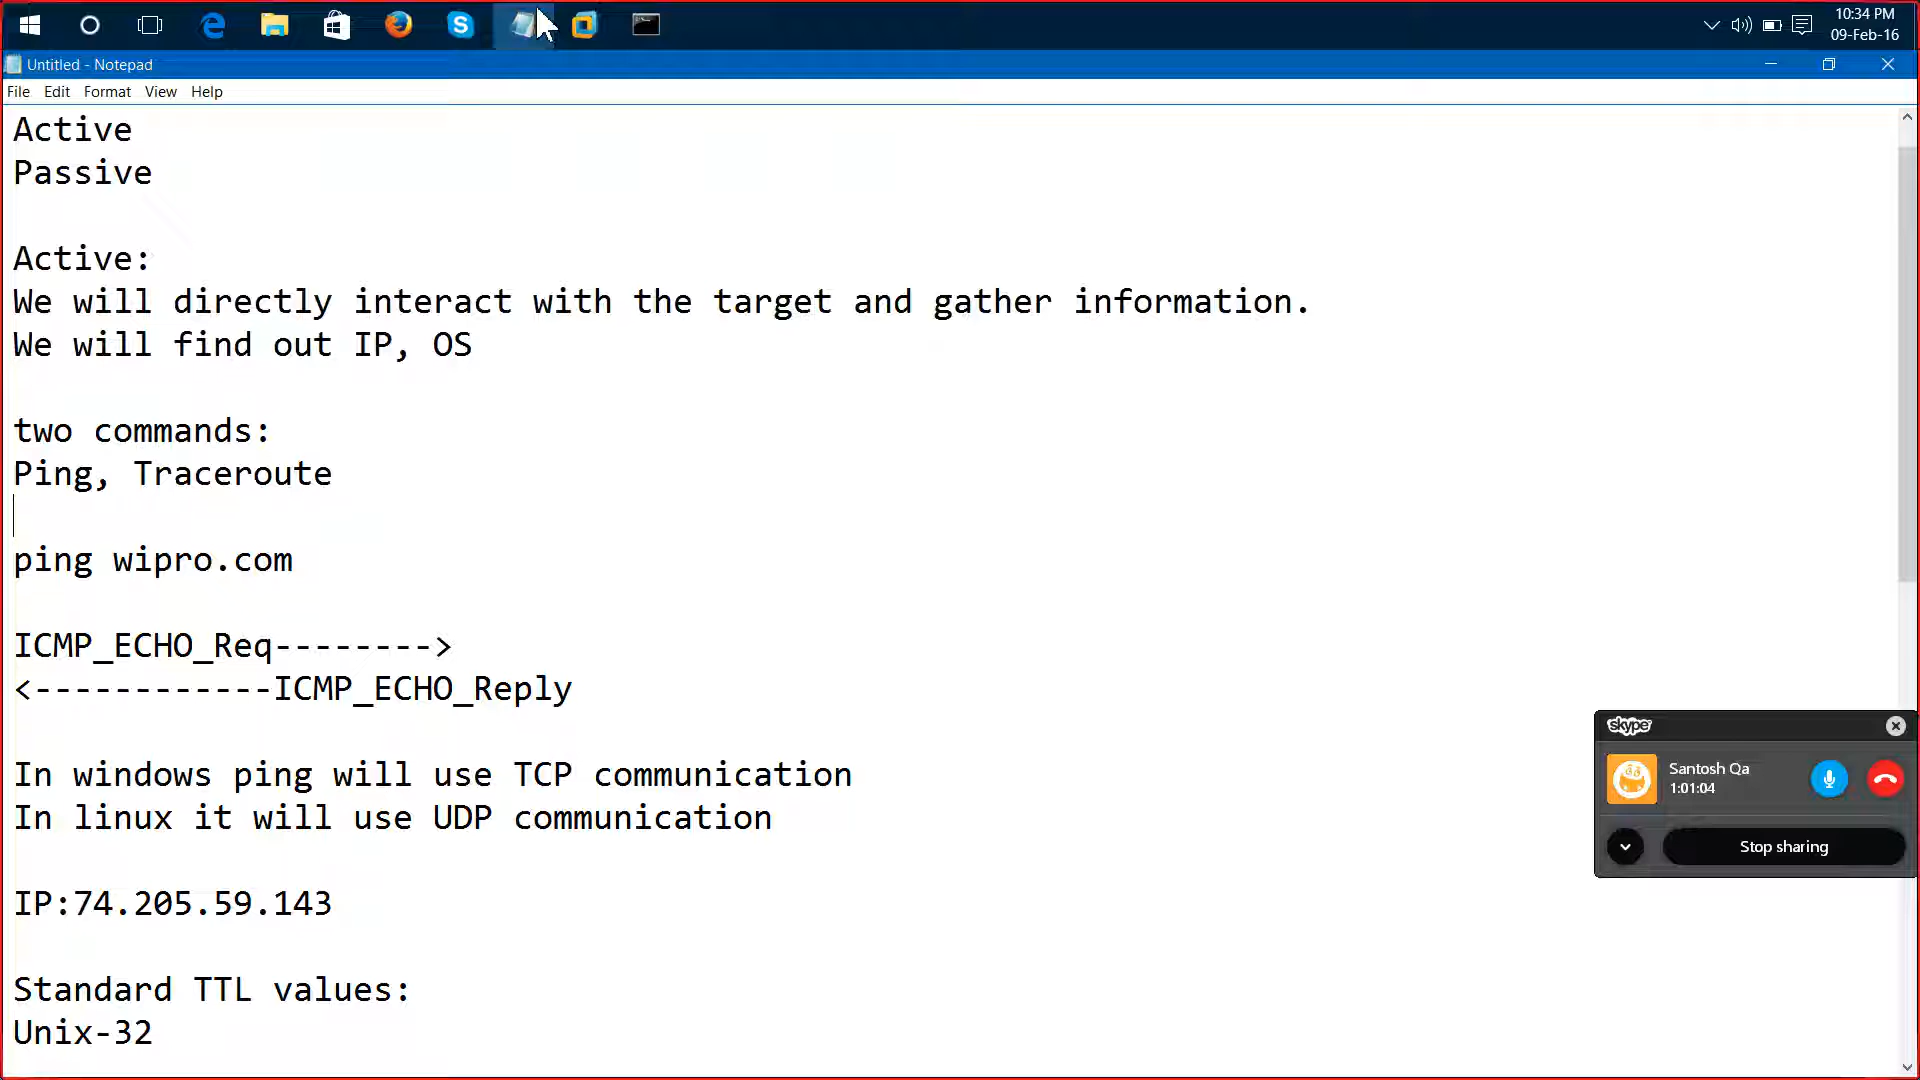 10:34 PM
09-Feb-16
Untitled - Notepad
File Edit Format View Help
Active
Passive
Active:
We will directly interact with the target and gather information.
We will find out IP, OS
two commands:
Ping, Traceroute
ping wipro.com
ICMP_ECHO_Req-------->
<------------ICMP_ECHO_Reply
In windows ping will use TCP communication
In linux it will use UDP communication
IP:74.205.59.143
Standard TTL values:
Unix-32
skype
Santosh Qa
1:01:04
Stop sharing